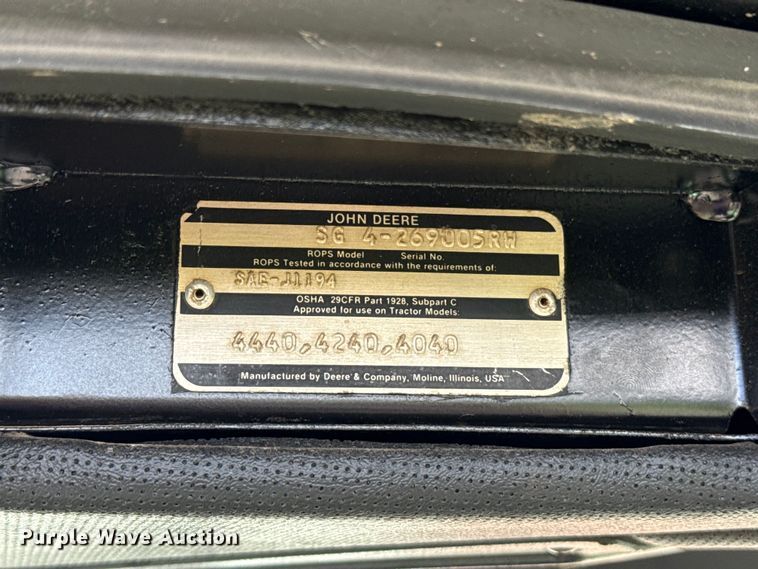 JOHN DEERE
SG 4-269005RW
ROPS Model - Serial No.
ROPS Tested in accordance with the requirements of:
SAE-J1194
OSHA 29CFR Part 1928, Subpart C
Approved for use on Tractor Models:
4440,4240,4040
Manufactured by Deere & Company, Moline, Illinois, USA
Purple Wave Auction